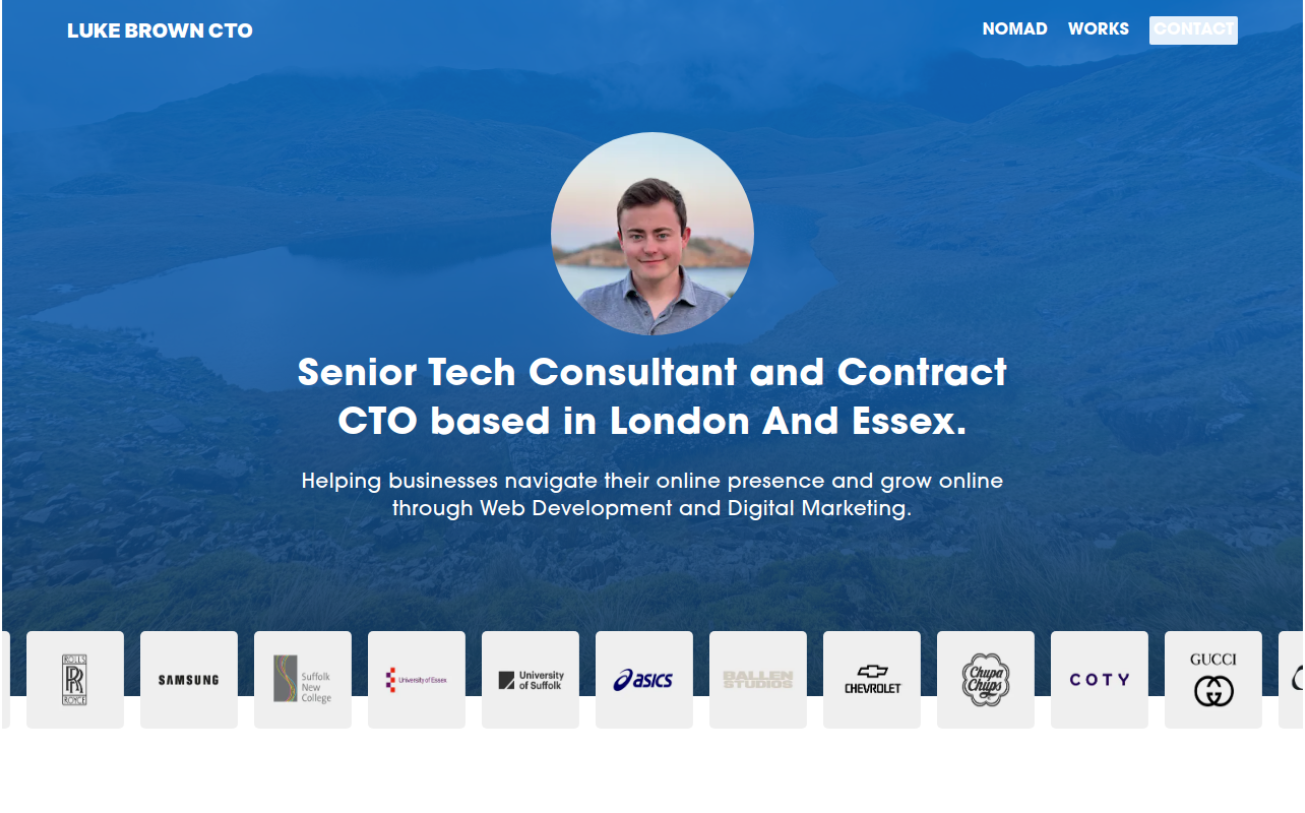 LUKE BROWN CTO
NOMAD WORKS CONTACT
Senior Tech Consultant and Contract
CTO based in London And Essex.
Helping businesses navigate their online presence and grow online
through Web Development and Digital Marketing.
ROLLS
RR
ROYCE
SAMSUNG
Suffolk
New
College
University of Essex
University
of Suffolk
asics
BALLEN
STUDIOS
CHEVROLET
Chupa
Chups
COTY
GUCCI